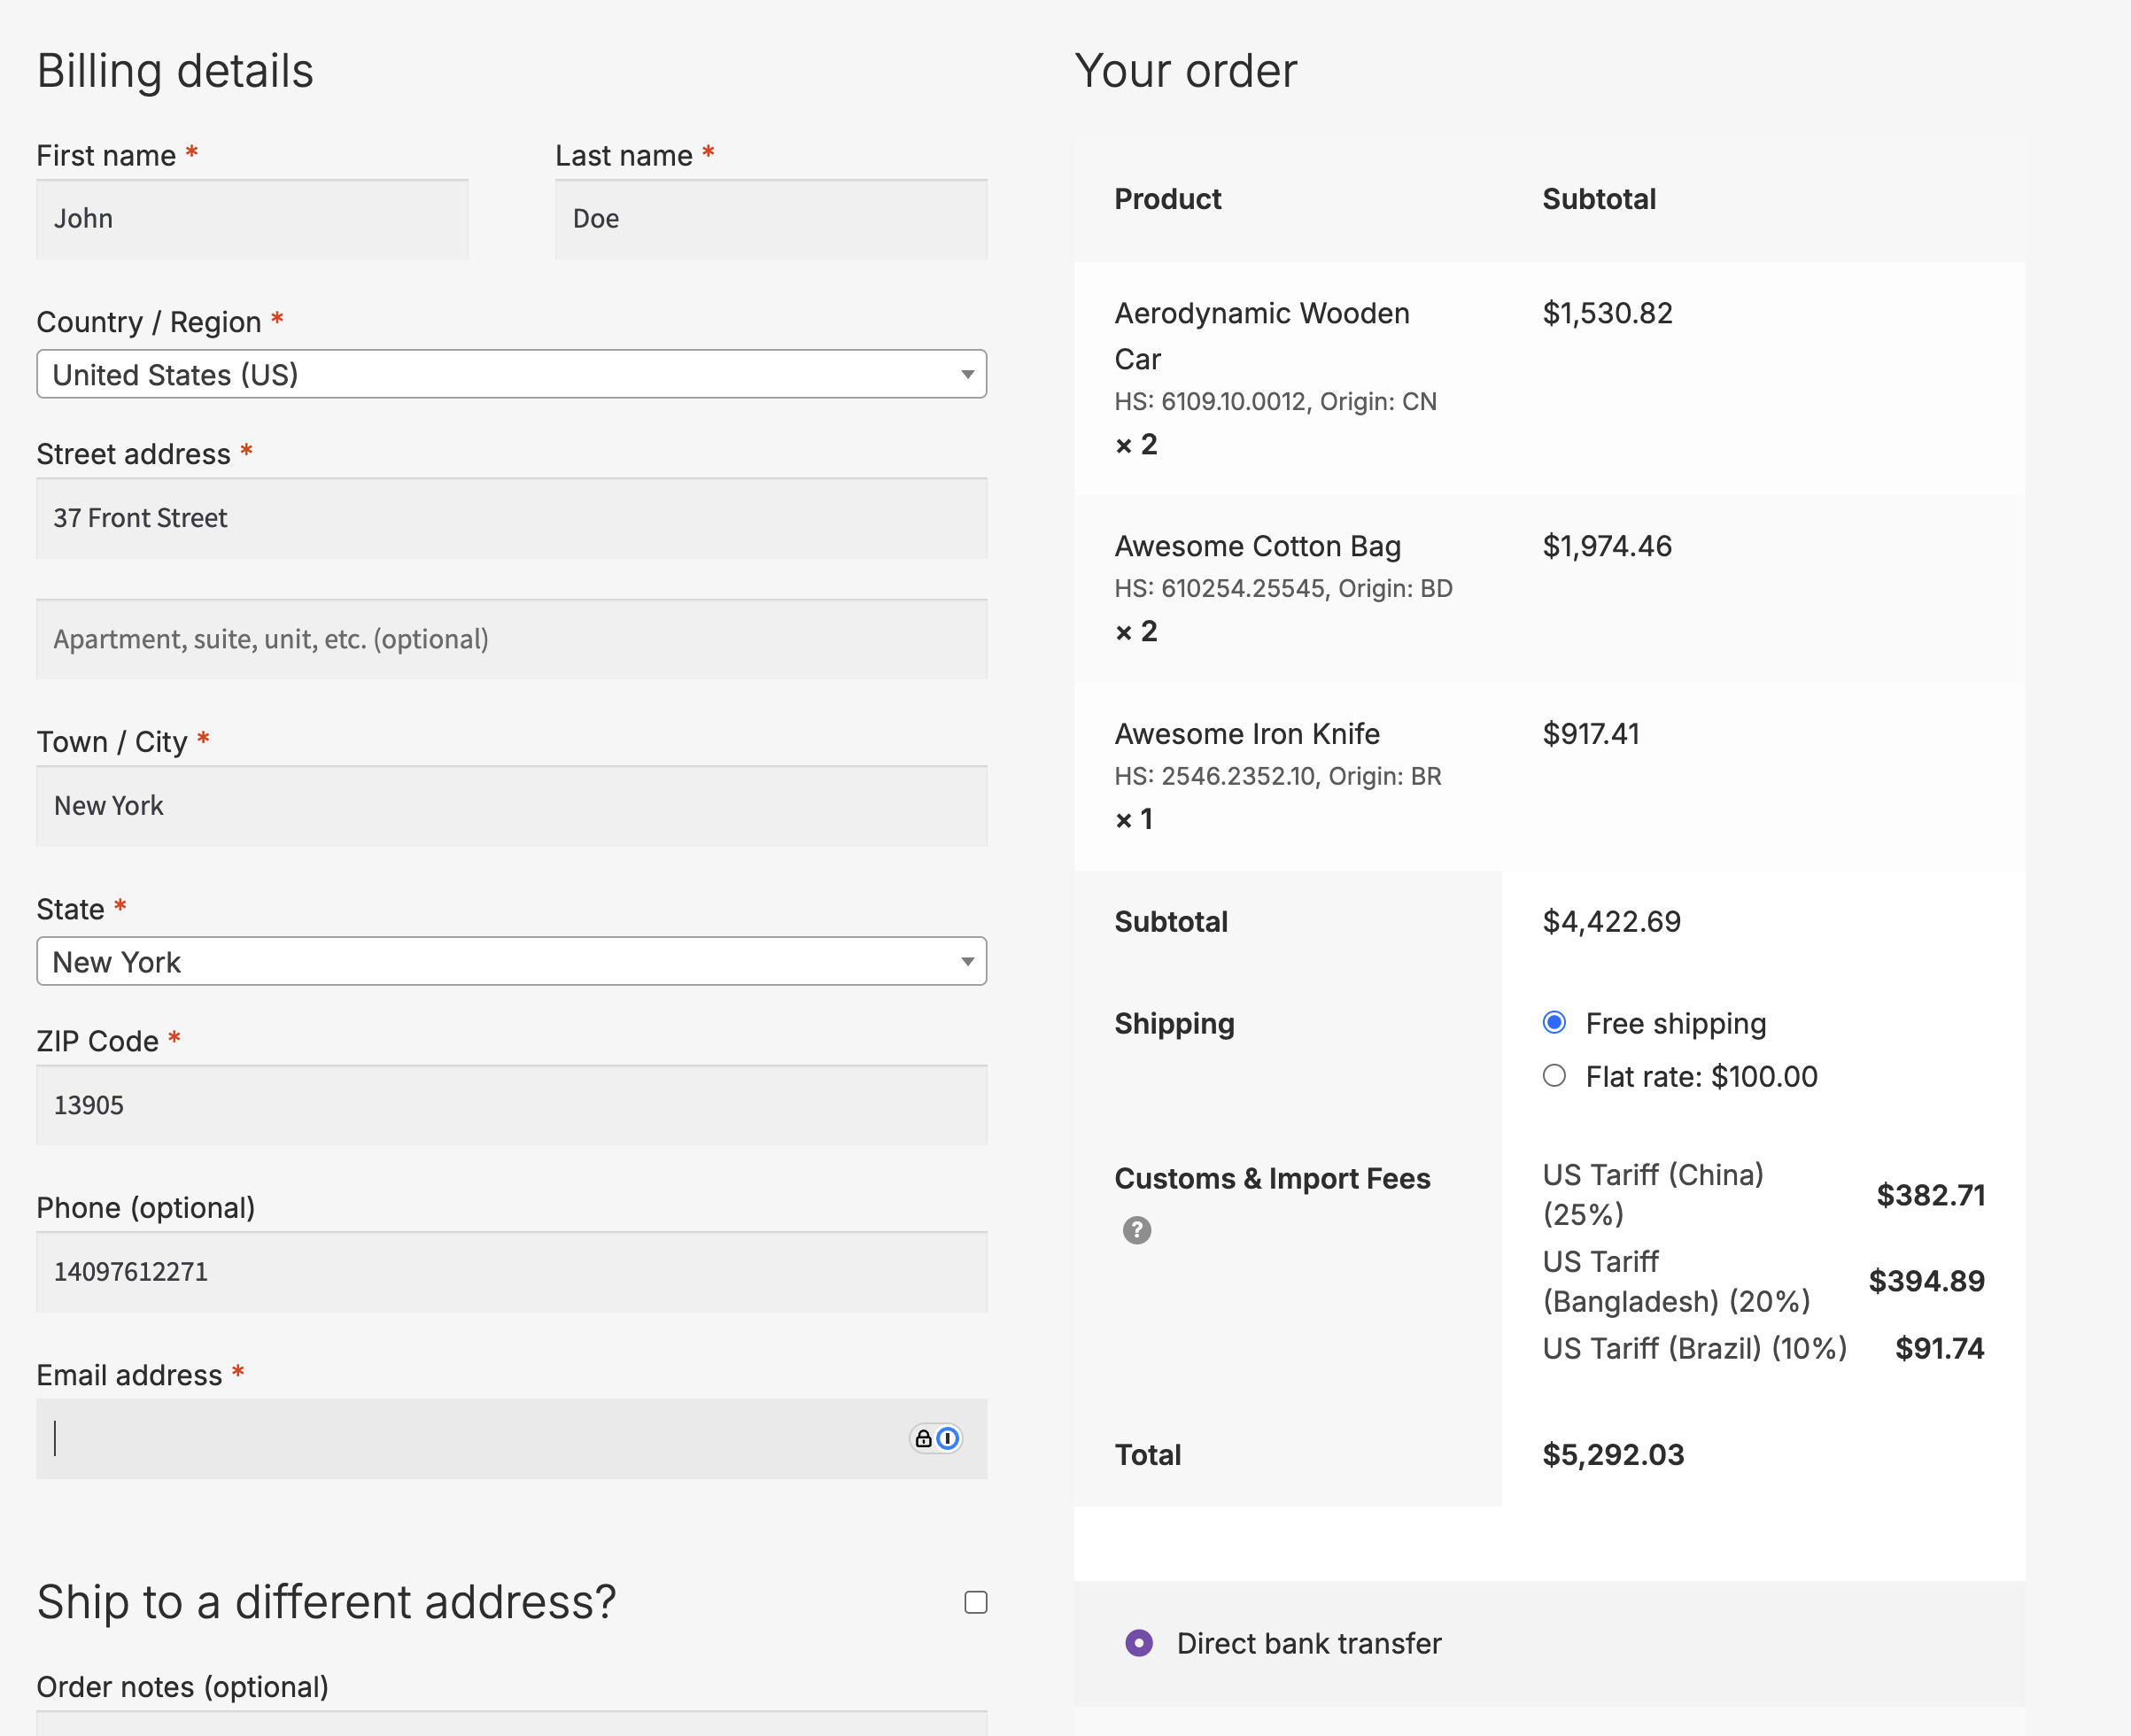 Billing details
First name *
Last name *
John
Doe
Country / Region *
United States (US)
Street address *
37 Front Street
Apartment, suite, unit, etc. (optional)
Town / City *
New York
State *
New York
ZIP Code *
13905
Phone (optional)
14097612271
Email address *
Ship to a different address?
Order notes (optional)
Your order
Product
Subtotal
Aerodynamic Wooden
Car
HS: 6109.10.0012, Origin: CN
× 2
$1,530.82
Awesome Cotton Bag
HS: 610254.25545, Origin: BD
× 2
$1,974.46
Awesome Iron Knife
HS: 2546.2352.10, Origin: BR
× 1
$917.41
Subtotal
$4,422.69
Shipping
Free shipping
Flat rate: $100.00
Customs & Import Fees
?
US Tariff (China)
(25%)
$382.71
US Tariff
(Bangladesh) (20%)
$394.89
US Tariff (Brazil) (10%)
$91.74
Total
$5,292.03
Direct bank transfer